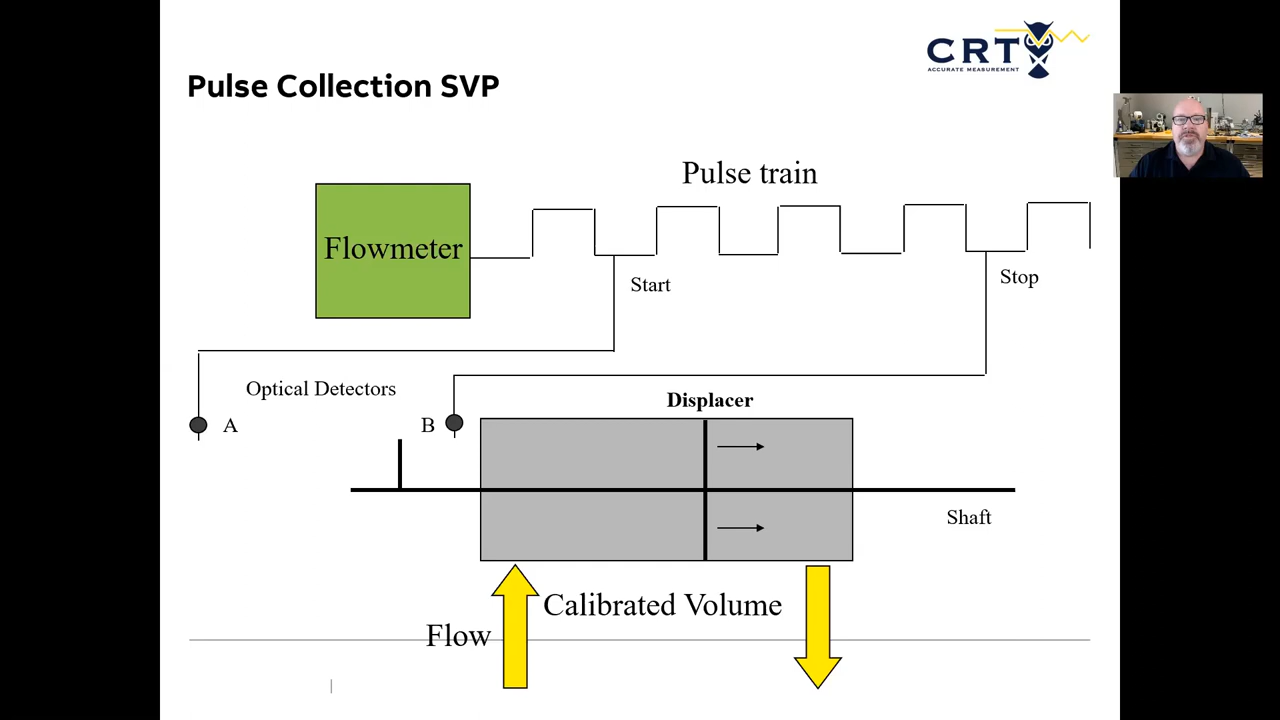 CRT
ACCURATE MEASUREMENT
Pulse Collection SVP
Pulse train
Flowmeter
Start
Stop
Optical Detectors
Displacer
A
B
Shaft
Calibrated Volume
Flow